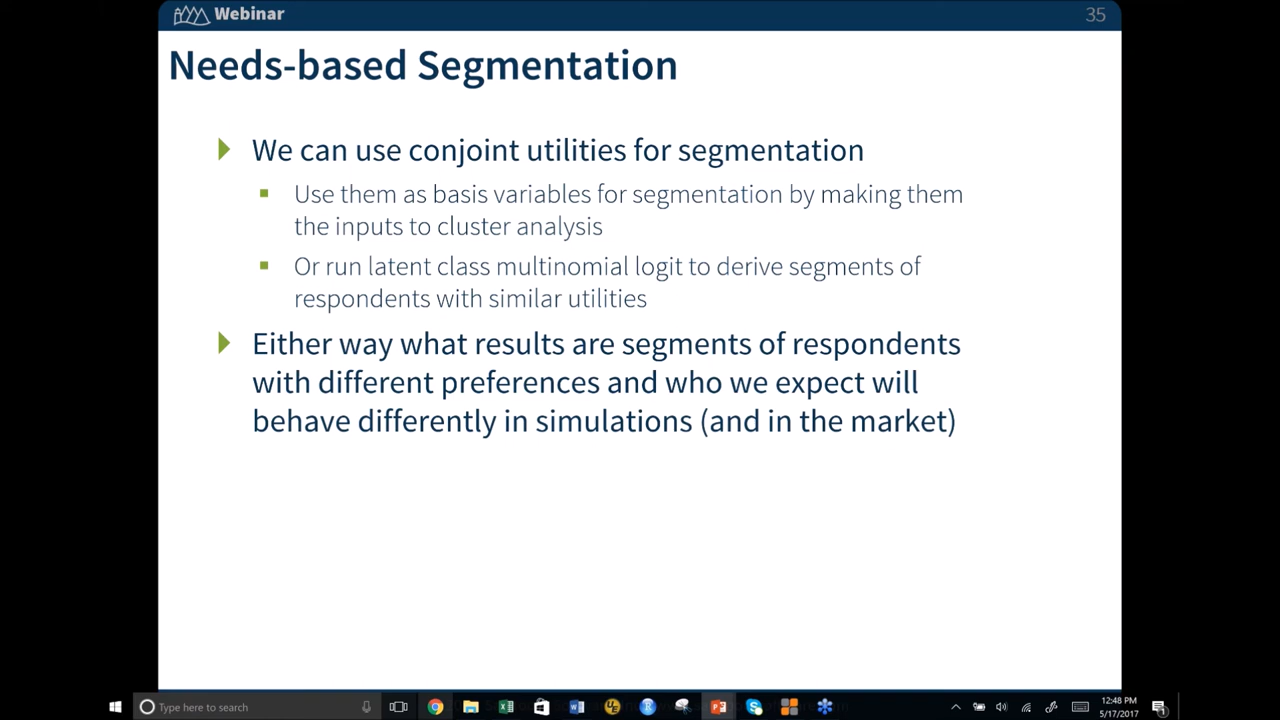 Webinar
35
Needs-based Segmentation
We can use conjoint utilities for segmentation
Use them as basis variables for segmentation by making them
the inputs to cluster analysis
Or run latent class multinomial logit to derive segments of
respondents with similar utilities
Either way what results are segments of respondents
with different preferences and who we expect will
behave differently in simulations (and in the market)
Type here to search
12:48 PM
5/17/2017